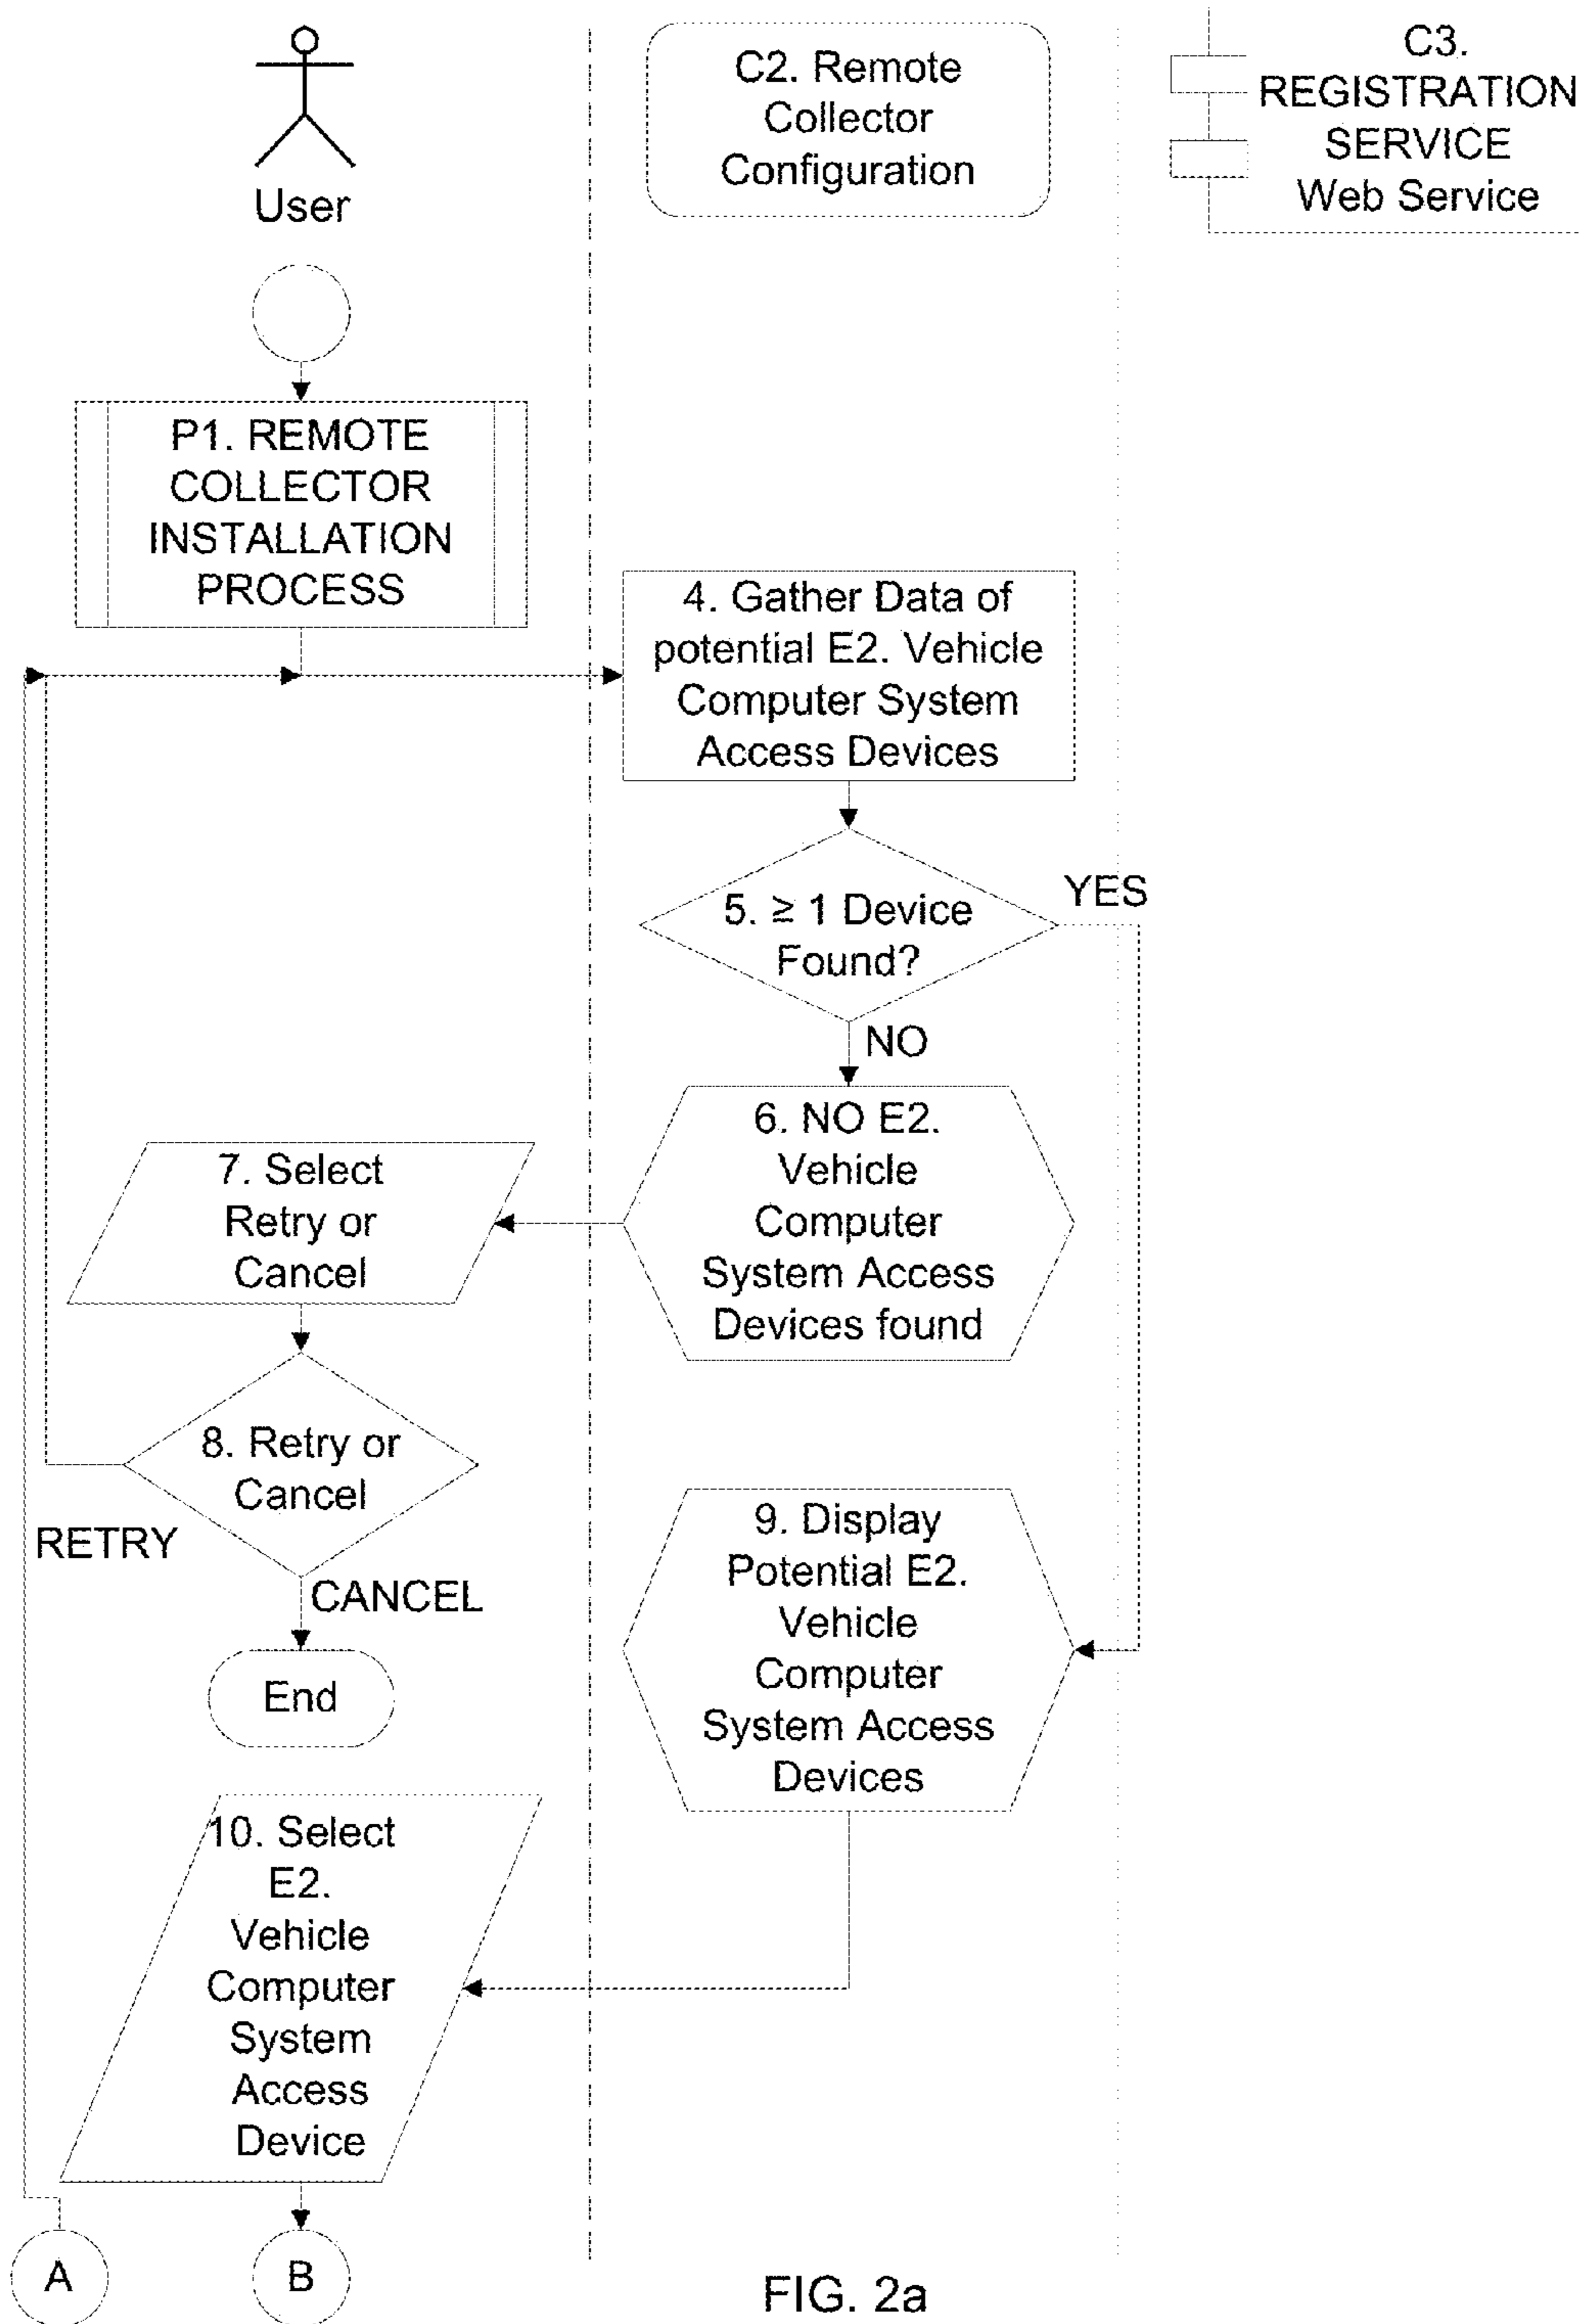 User
C2. Remote
Collector
Configuration
C3.
REGISTRATION
SERVICE
Web Service
P1. REMOTE
COLLECTOR
INSTALLATION
PROCESS
4. Gather Data of
potential E2. Vehicle
Computer System
Access Devices
5. ≥ 1 Device
Found?
YES
NO
6. NO E2.
Vehicle
Computer
System Access
Devices found
7. Select
Retry or
Cancel
8. Retry or
Cancel
RETRY
CANCEL
End
9. Display
Potential E2.
Vehicle
Computer
System Access
Devices
10. Select
E2.
Vehicle
Computer
System
Access
Device
A
B
FIG. 2a